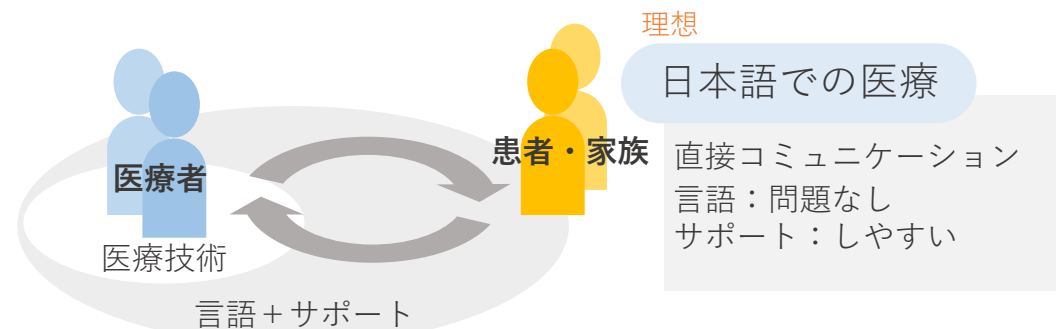 理想
日本語での医療
患者・家族
医療者
直接コミュニケーション
言語：問題なし
サポート：しやすい
医療技術
言語＋サポート